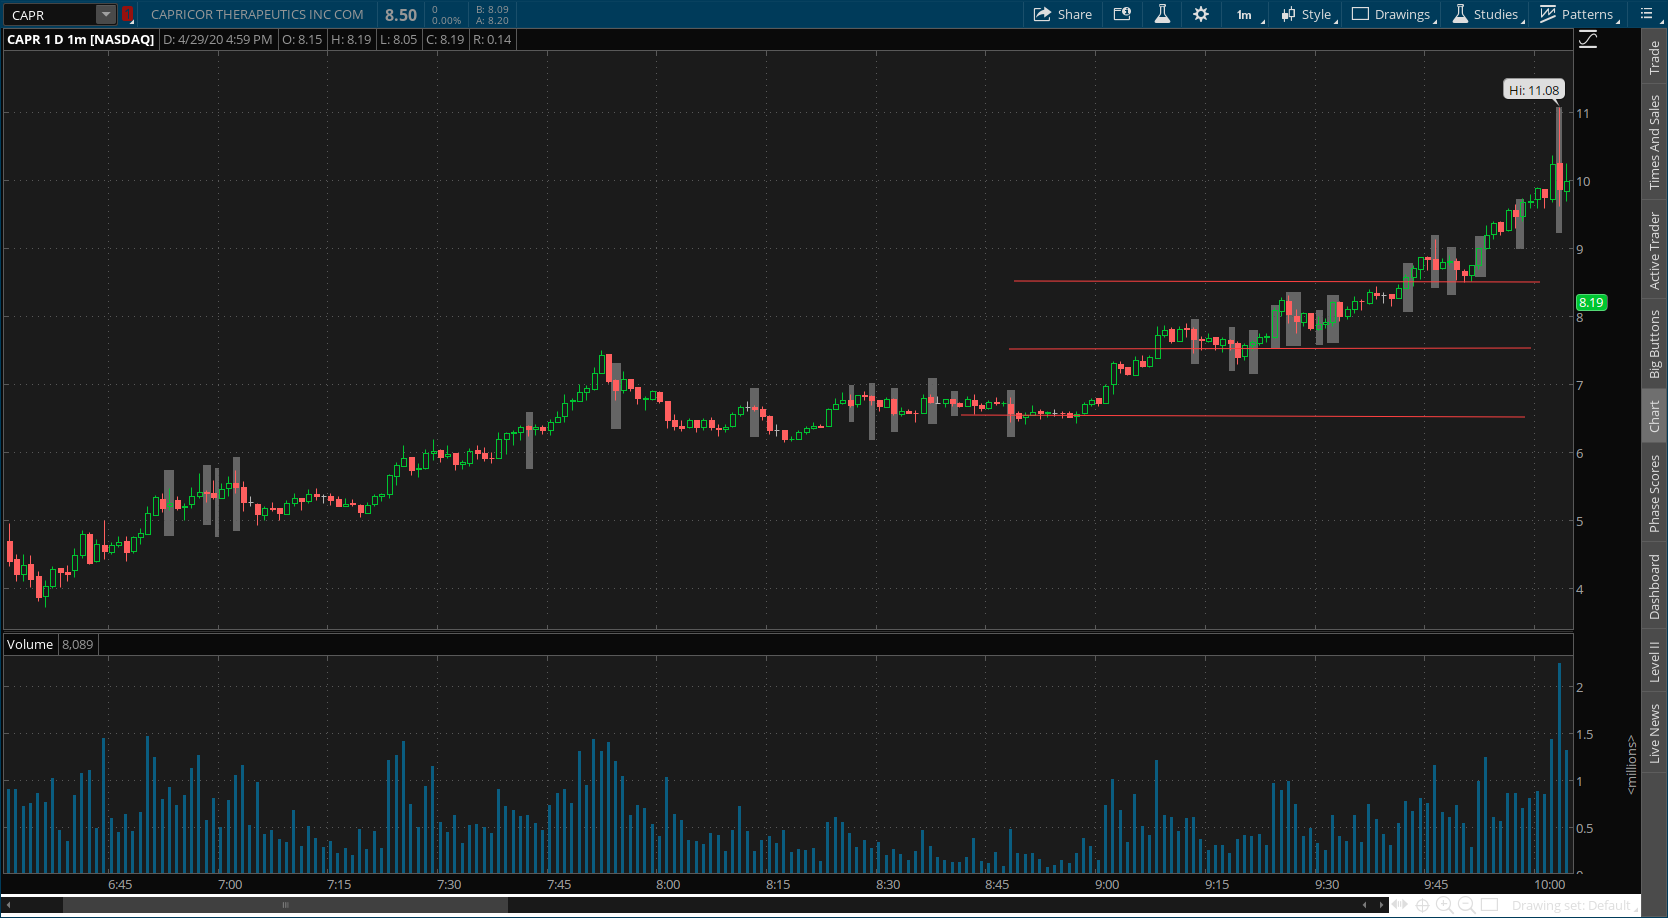 CAPR
1
CAPRICOR THERAPEUTICS INC COM
8.50
0
0.00%
B: 8.09
A: 8.20
Share
1m
Style
Drawings
Studies
Patterns
CAPR 1 D 1m [NASDAQ]
D: 4/29/20 4:59 PM
O: 8.15
H: 8.19
L: 8.05
C: 8.19
R: 0.14
Hi: 11.08
11
10
9
8.19
8
7
6
5
4
Volume
8,089
2
1.5
1
0.5
0
<millions>
6:45
7:00
7:15
7:30
7:45
8:00
8:15
8:30
8:45
9:00
9:15
9:30
9:45
10:00
Drawing set: Default
Trade
Times And Sales
Active Trader
Big Buttons
Chart
Phase Scores
Dashboard
Level II
Live News